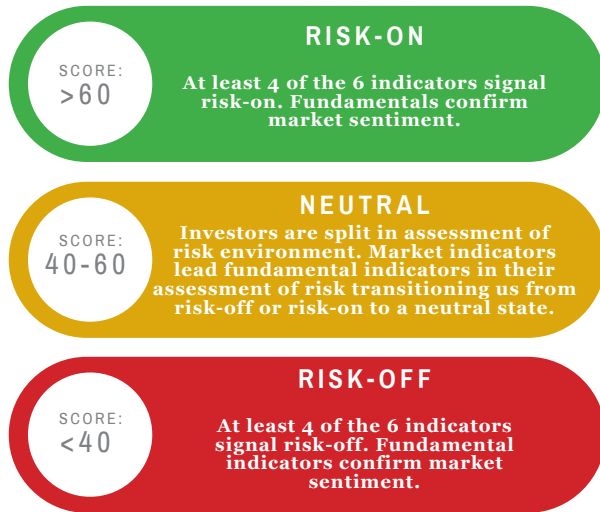 RISK-ON
SCORE:
>60
At least 4 of the 6 indicators signal
risk-on. Fundamentals confirm
market sentiment.
NEUTRAL
SCORE:
40-60
Investors are split in assessment of
risk environment. Market indicators
lead fundamental indicators in their
assessment of risk transitioning us from
risk-off or risk-on to a neutral state.
RISK-OFF
SCORE:
<40
At least 4 of the 6 indicators
signal risk-off. Fundamental
indicators confirm market
sentiment.